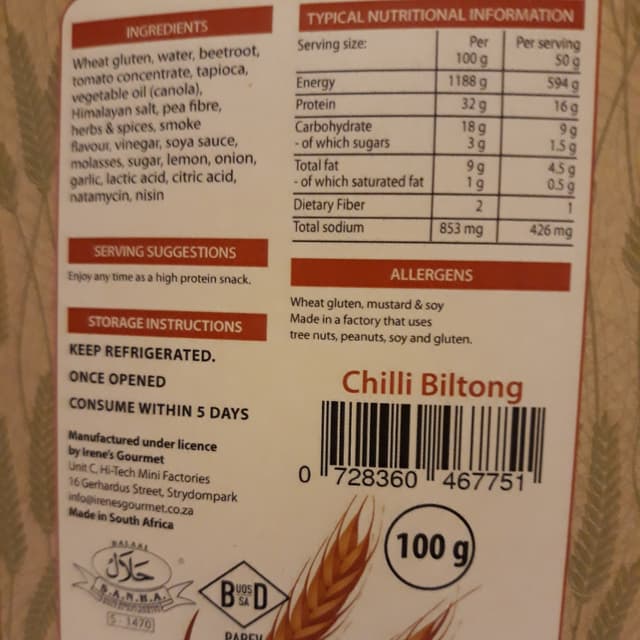 INGREDIENTS
Wheat gluten, water, beetroot,
tomato concentrate, tapioca,
vegetable oil (canola),
Himalayan salt, pea fibre,
herbs & spices, smoke
flavour, vinegar, soya sauce,
molasses, sugar, lemon, onion,
garlic, lactic acid, citric acid,
natamycin, nisin
SERVING SUGGESTIONS
Enjoy any time as a high protein snack.
STORAGE INSTRUCTIONS
KEEP REFRIGERATED.
ONCE OPENED
CONSUME WITHIN 5 DAYS
Manufactured under licence
by Irene's Gourmet
Unit C, Hi-Tech Mini Factories
16 Gerhardus Street, Strydompark
info@irenesgourmet.co.za
Made in South Africa
HALAAL
حلال
S.A.N.H.A.
S - 1470
BUOSD
SA
PAREV
TYPICAL NUTRITIONAL INFORMATION
Serving size: Per 100 g Per serving 50 g
Energy 1188 g 594 g
Protein 32 g 16 g
Carbohydrate 18 g 9 g
- of which sugars 3 g 1.5 g
Total fat 9 g 4.5 g
- of which saturated fat 1 g 0.5 g
Dietary Fiber 2 1
Total sodium 853 mg 426 mg
ALLERGENS
Wheat gluten, mustard & soy
Made in a factory that uses
tree nuts, peanuts, soy and gluten.
Chilli Biltong
0 728360 467751
100 g